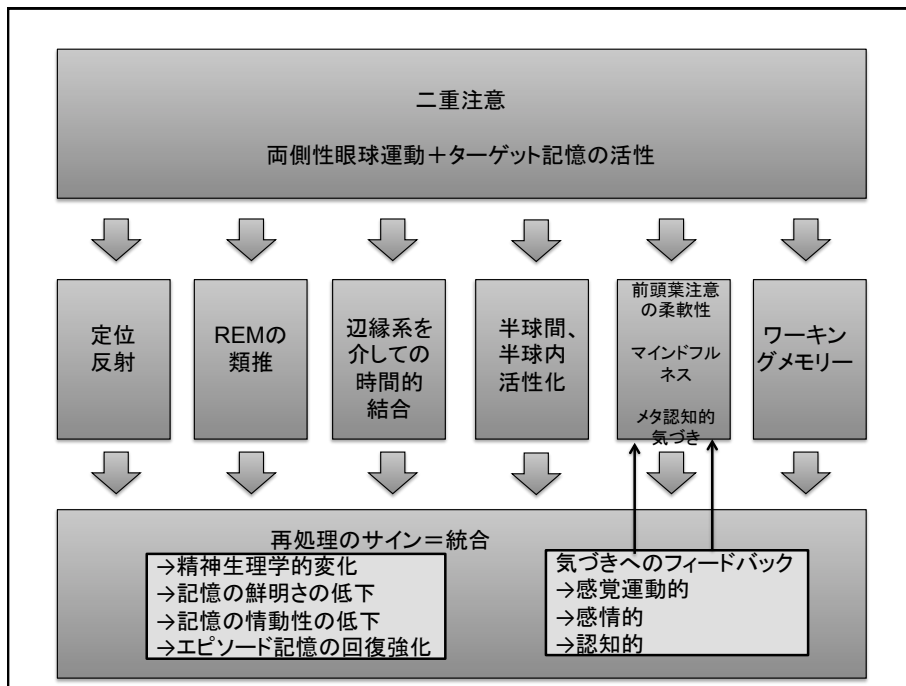 二重注意
両側性眼球運動＋ターゲット記憶の活性
定位
反射
REMの
類推
辺縁系を
介しての
時間的
結合
半球間、
半球内
活性化
前頭葉注意
の柔軟性
マインドフル
ネス
メタ認知的
気づき
ワーキン
グメモリー
再処理のサイン＝統合
→精神生理学的変化
→記憶の鮮明さの低下
→記憶の情動性の低下
→エピソード記憶の回復強化
気づきへのフィードバック
→感覚運動的
→感情的
→認知的